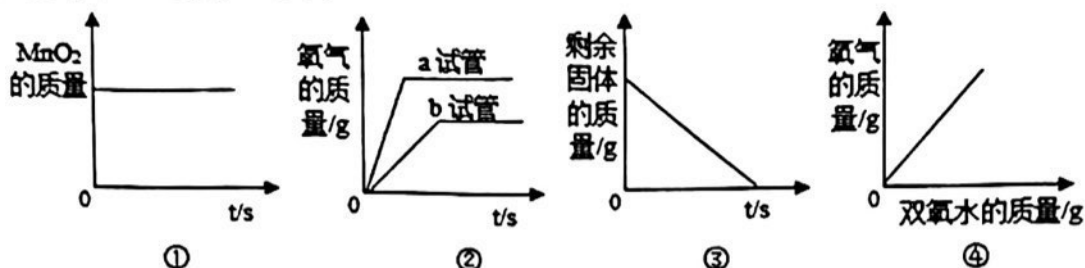 MnO₂
的质量
0
t/s
①
氧气
的质
量/g
a 试管
b 试管
0
t/s
②
剩余
固体
的质
量/g
0
t/s
③
氧气
的质
量/g
0
双氧水的质量/g
④